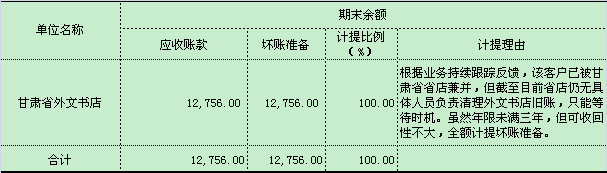 期末余额
单位名称
应收账款 坏账准备 计提比例（%） 计提理由
甘肃省外文书店 12,756.00 12,756.00 100.00
根据业务持续跟踪反馈，该客户已被甘
肃省省店兼并，但截至目前省店仍无具
体人员负责清理外文书店旧账，只能等
待时机。虽然年限未满三年，但可收回
性不大，全额计提坏账准备。
合计 12,756.00 12,756.00 100.00